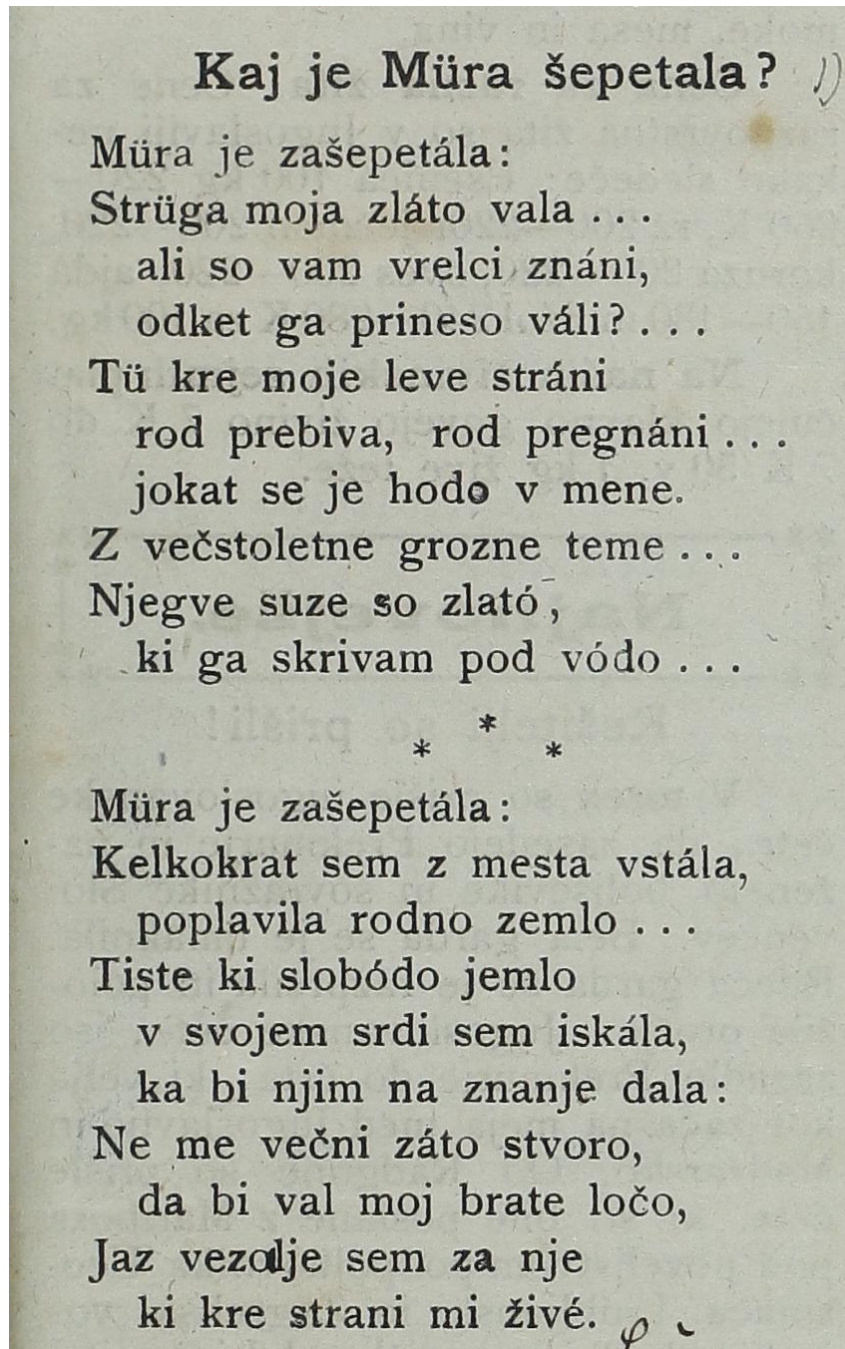 Kaj je Müra šepetala? 1)
Müra je zašepetála:
Strüga moja zláto vala . . .
ali so vam vrelci znáni,
odket ga prineso váli? . . .
Tü kre moje leve stráni
rod prebiva, rod pregnáni . . .
jokat se je hodo v mene.
Z večstoletne grozne teme . . .
Njegve suze so zlató,
ki ga skrivam pod vódo . . .
*
* *
Müra je zašepetála:
Kelkokrat sem z mesta vstála,
poplavila rodno zemlo . . .
Tiste ki slobódo jemlo
v svojem srdi sem iskála,
ka bi njim na znanje dala:
Ne me večni záto stvoro,
da bi val moj brate ločo,
Jaz vezalje sem za nje
ki kre strani mi živé.